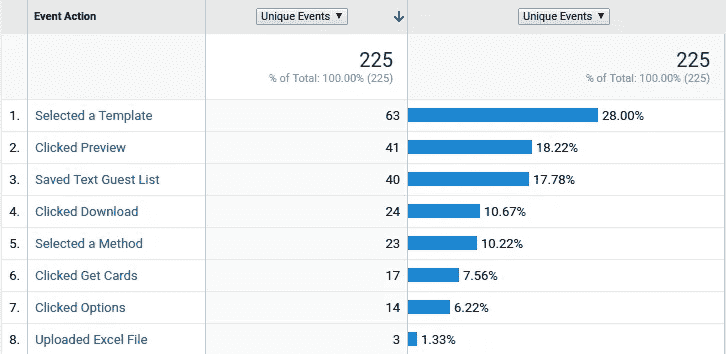 Event Action Unique Events ▼ Unique Events ▼
225 225
% of Total: 100.00% (225) % of Total: 100.00% (225)
1. Selected a Template 63 28.00%
2. Clicked Preview 41 18.22%
3. Saved Text Guest List 40 17.78%
4. Clicked Download 24 10.67%
5. Selected a Method 23 10.22%
6. Clicked Get Cards 17 7.56%
7. Clicked Options 14 6.22%
8. Uploaded Excel File 3 1.33%